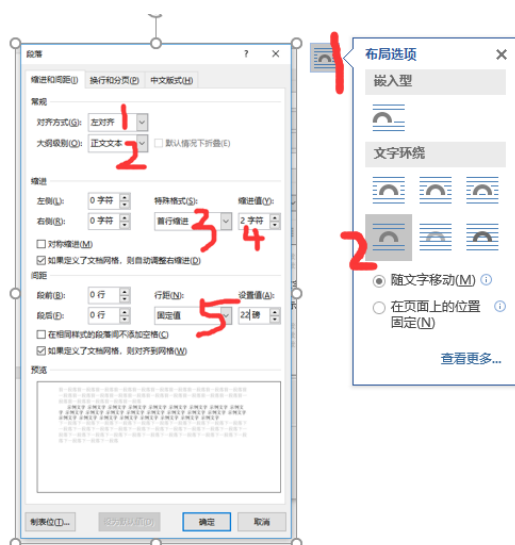 段落
?
×
缩进和间距(I)
换行和分页(P)
中文版式(H)
常规
对齐方式(G):
左对齐
1
大纲级别(O):
正文文本
2
默认情况下折叠(E)
缩进
左侧(L):
0 字符
特殊格式(S):
缩进值(Y):
右侧(R):
0 字符
首行缩进
3
2 字符
4
对称缩进(M)
如果定义了文档网格，则自动调整右缩进(D)
间距
段前(B):
0 行
行距(N):
设置值(A):
段后(F):
0 行
固定值
5
22磅
在相同样式的段落间不添加空格(C)
如果定义了文档网格，则对齐到网格(W)
预览
制表位(T)...
确定
取消
1
布局选项
×
嵌入型
文字环绕
2
随文字移动(M)
在页面上的位置
固定(N)
查看更多...